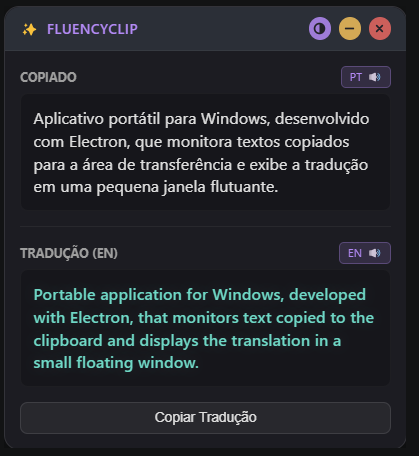 FLUENCYCLIP
COPIADO
PT
Aplicativo portátil para Windows, desenvolvido
com Electron, que monitora textos copiados
para a área de transferência e exibe a tradução
em uma pequena janela flutuante.
TRADUÇÃO (EN)
EN
Portable application for Windows, developed
with Electron, that monitors text copied to the
clipboard and displays the translation in a
small floating window.
Copiar Tradução